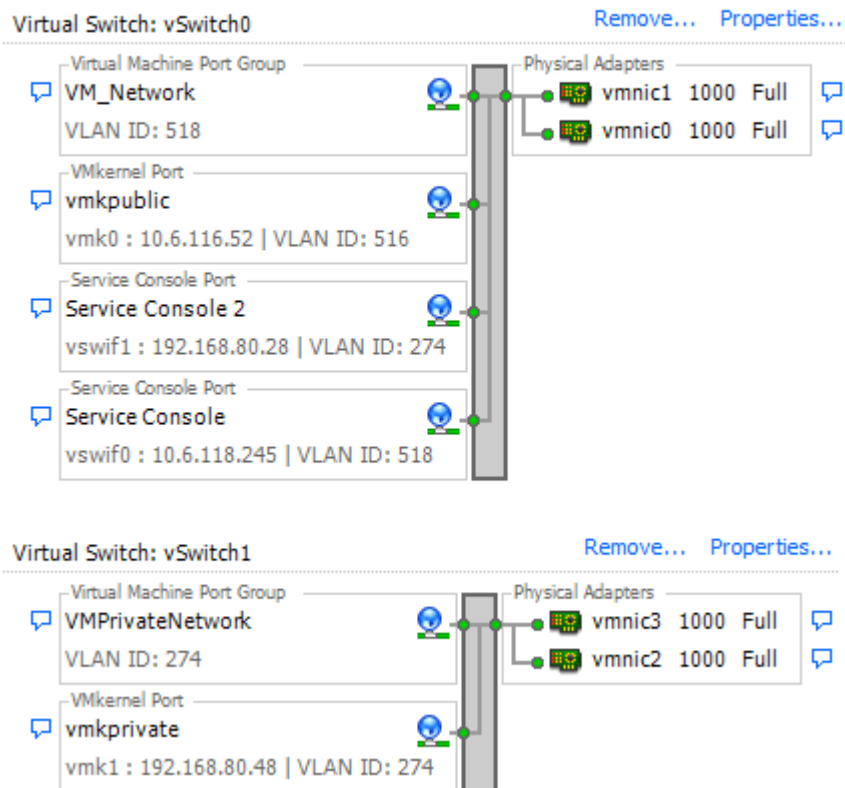 Virtual Switch: vSwitch0 Remove... Properties...
Virtual Machine Port Group Physical Adapters
VM_Network vmnic1 1000 Full
VLAN ID: 518 vmnic0 1000 Full
VMkernel Port
vmkpublic
vmk0 : 10.6.116.52 | VLAN ID: 516
Service Console Port
Service Console 2
vswif1 : 192.168.80.28 | VLAN ID: 274
Service Console Port
Service Console
vswif0 : 10.6.118.245 | VLAN ID: 518
Virtual Switch: vSwitch1 Remove... Properties...
Virtual Machine Port Group Physical Adapters
VMPrivateNetwork vmnic3 1000 Full
VLAN ID: 274 vmnic2 1000 Full
VMkernel Port
vmkprivate
vmk1 : 192.168.80.48 | VLAN ID: 274